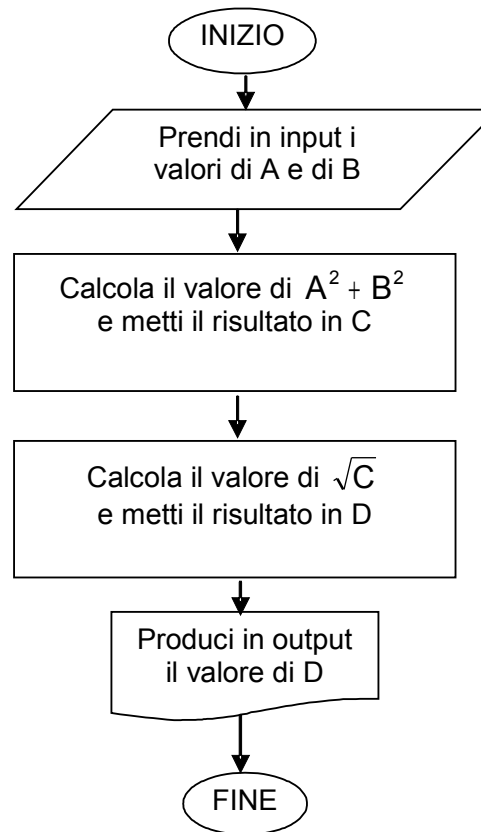 INIZIO
Prendi in input i
valori di A e di B
Calcola il valore di A² + B²
e metti il risultato in C
Calcola il valore di √C
e metti il risultato in D
Produci in output
il valore di D
FINE